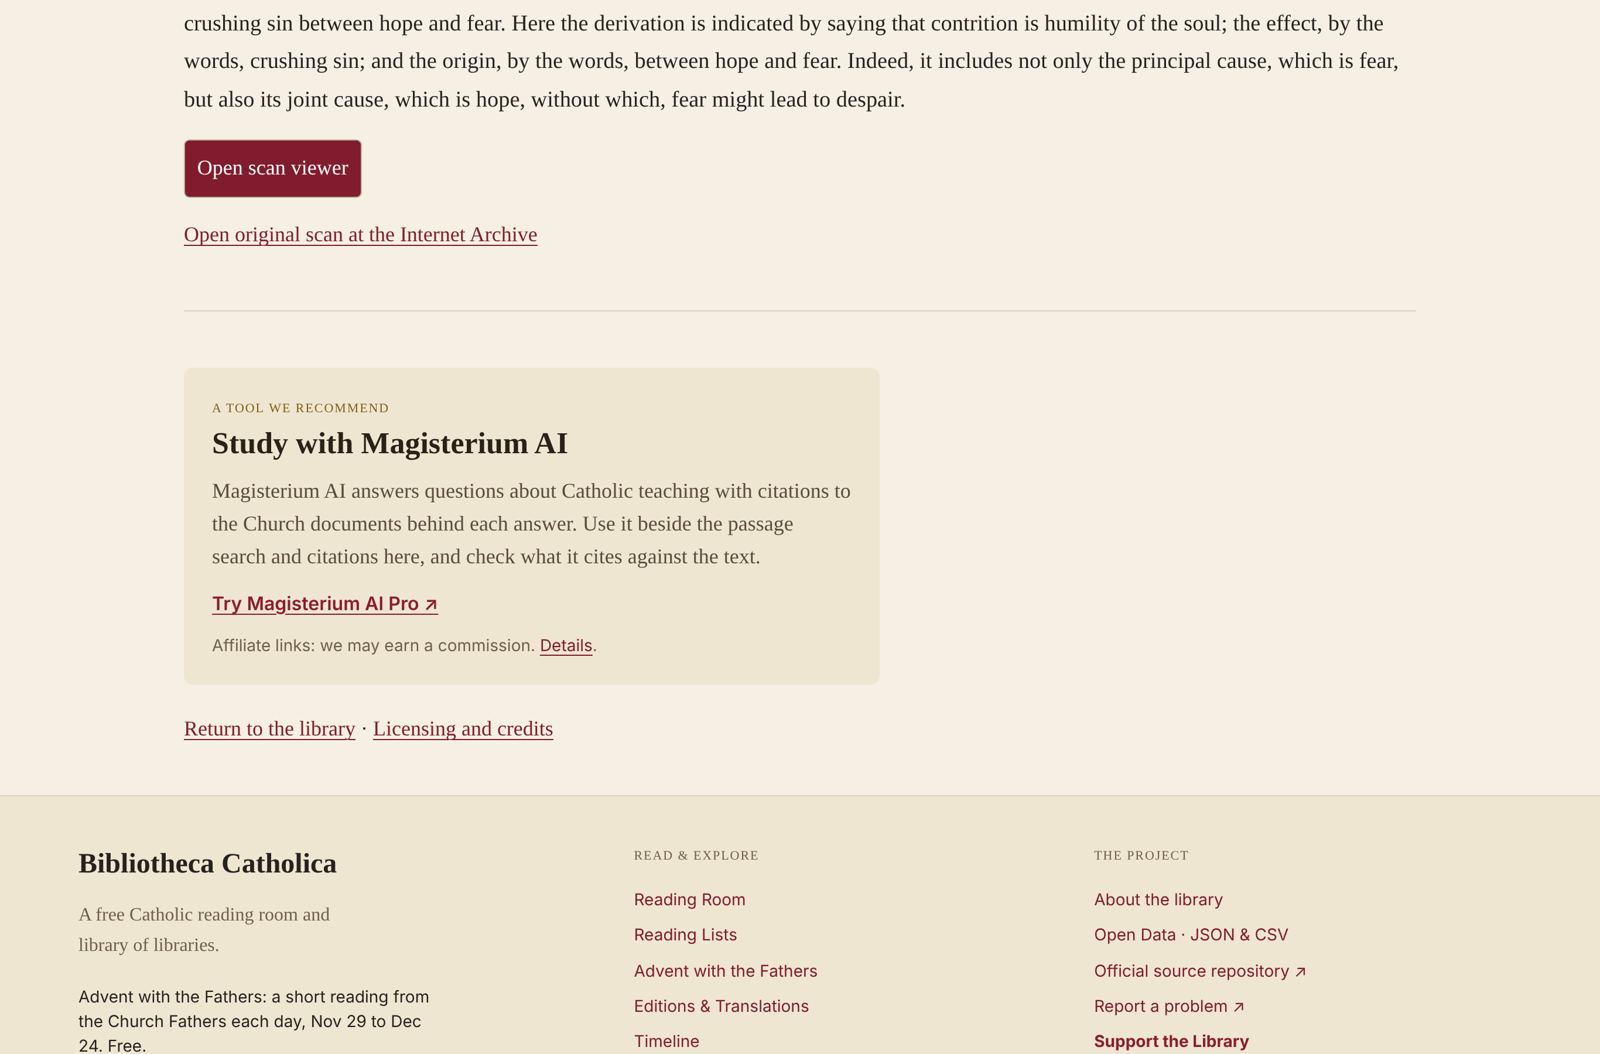 crushing sin between hope and fear. Here the derivation is indicated by saying that contrition is humility of the soul; the effect, by the
words, crushing sin; and the origin, by the words, between hope and fear. Indeed, it includes not only the principal cause, which is fear,
but also its joint cause, which is hope, without which, fear might lead to despair.
Open scan viewer
Open original scan at the Internet Archive
A TOOL WE RECOMMEND
Study with Magisterium AI
Magisterium AI answers questions about Catholic teaching with citations to
the Church documents behind each answer. Use it beside the passage
search and citations here, and check what it cites against the text.
Try Magisterium AI Pro ↗
Affiliate links: we may earn a commission. Details.
Return to the library · Licensing and credits
Bibliotheca Catholica
A free Catholic reading room and
library of libraries.
Advent with the Fathers: a short reading from
the Church Fathers each day, Nov 29 to Dec
24. Free.
READ & EXPLORE
Reading Room
Reading Lists
Advent with the Fathers
Editions & Translations
Timeline
THE PROJECT
About the library
Open Data · JSON & CSV
Official source repository ↗
Report a problem ↗
Support the Library